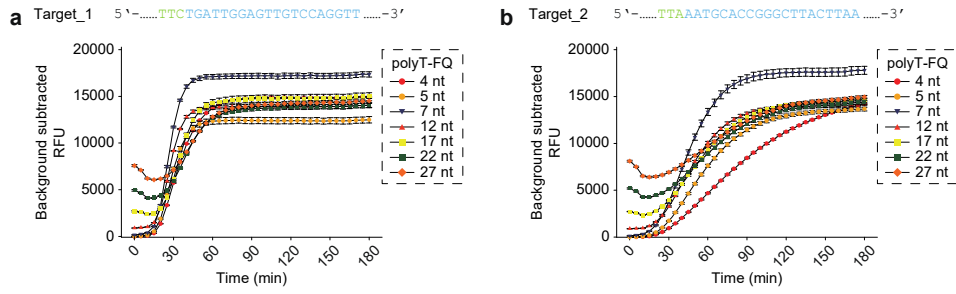 a Target_1 5‘-......TTCTGATTGGAGTTGTCCAGGTT......-3’
20000
15000
10000
5000
0
Background subtracted
RFU
0 30 60 90 120 150 180
Time (min)
polyT-FQ
4 nt
5 nt
7 nt
12 nt
17 nt
22 nt
27 nt
b Target_2 5‘-......TTAAATGCACCGGGCTTACTTAA......-3’
20000
15000
10000
5000
0
Background subtracted
RFU
0 30 60 90 120 150 180
Time (min)
polyT-FQ
4 nt
5 nt
7 nt
12 nt
17 nt
22 nt
27 nt